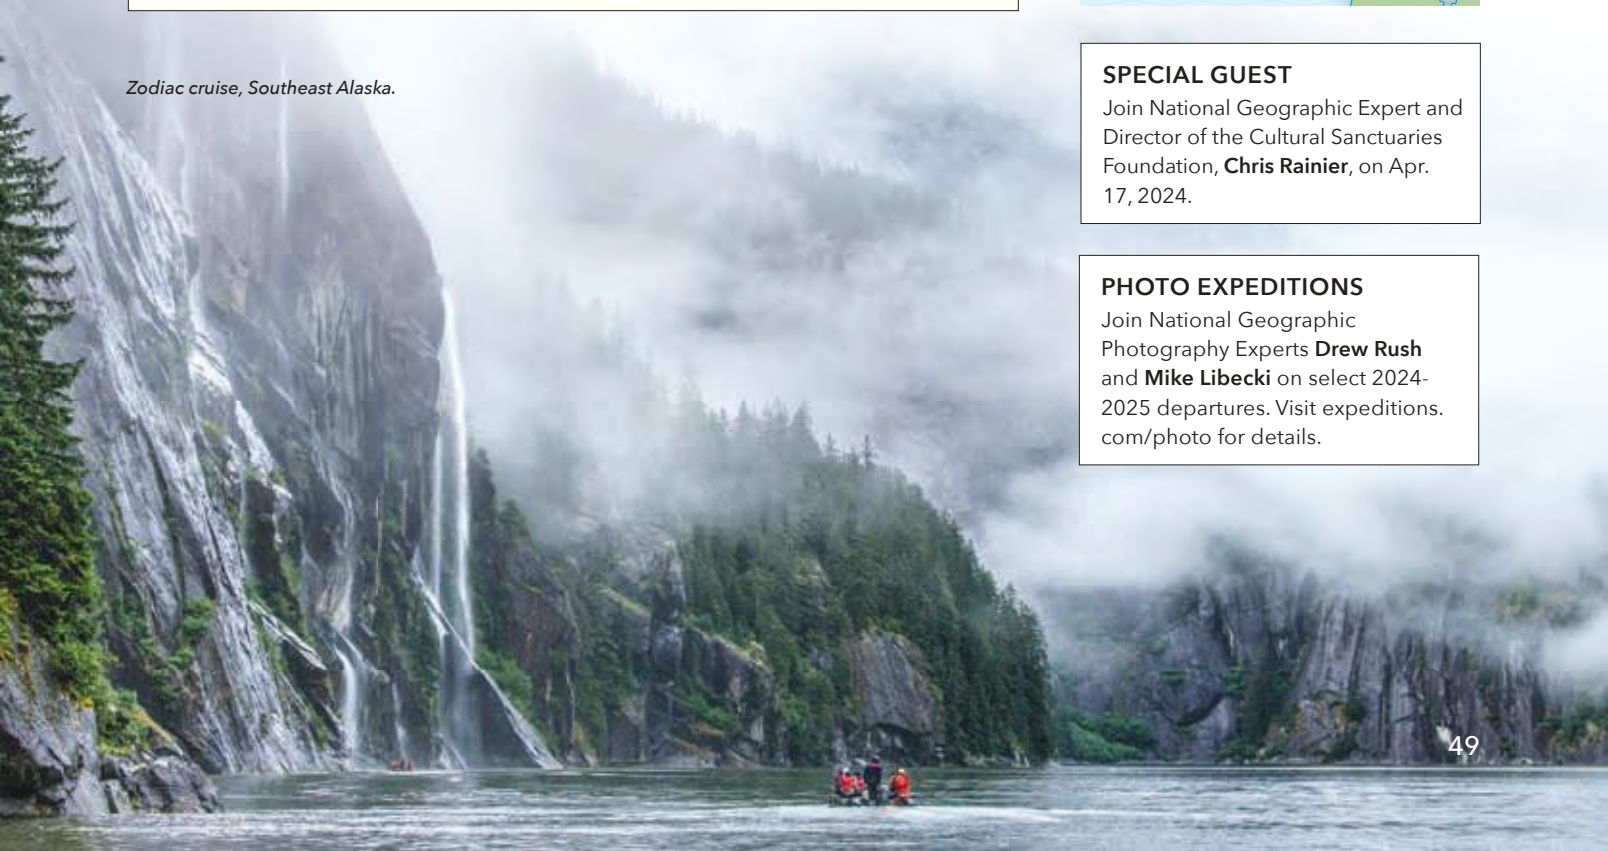 Zodiac cruise, Southeast Alaska.
SPECIAL GUEST
Join National Geographic Expert and
Director of the Cultural Sanctuaries
Foundation, Chris Rainier, on Apr.
17, 2024.
PHOTO EXPEDITIONS
Join National Geographic
Photography Experts Drew Rush
and Mike Libecki on select 2024-
2025 departures. Visit expeditions.
com/photo for details.
49